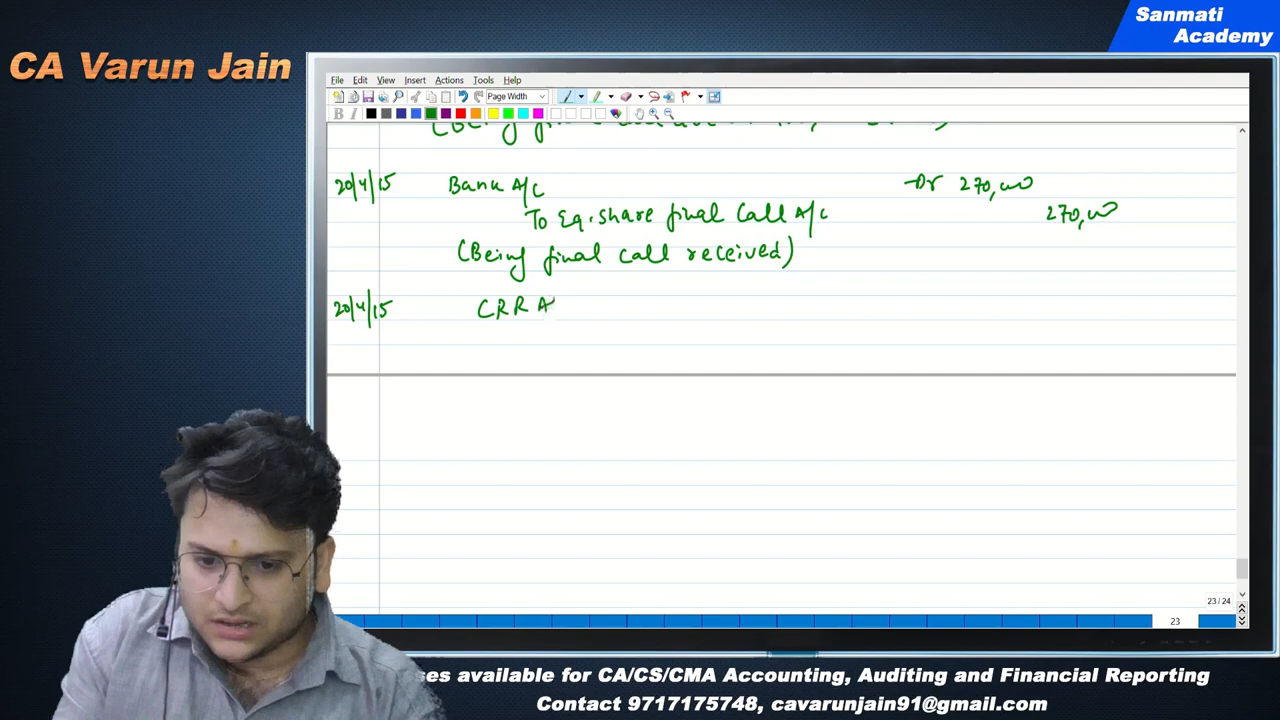 Sanmati
Academy
CA Varun Jain
File Edit View Insert Actions Tools Help
Page Width
B I
20/4/15 Bank A/C Dr 270,000
To Eq. share final Call A/C 270,000
(Being final call received)
20/4/15 CRR A
23 / 24
23
ses available for CA/CS/CMA Accounting, Auditing and Financial Reporting
Contact 9717175748, cavarunjain91@gmail.com